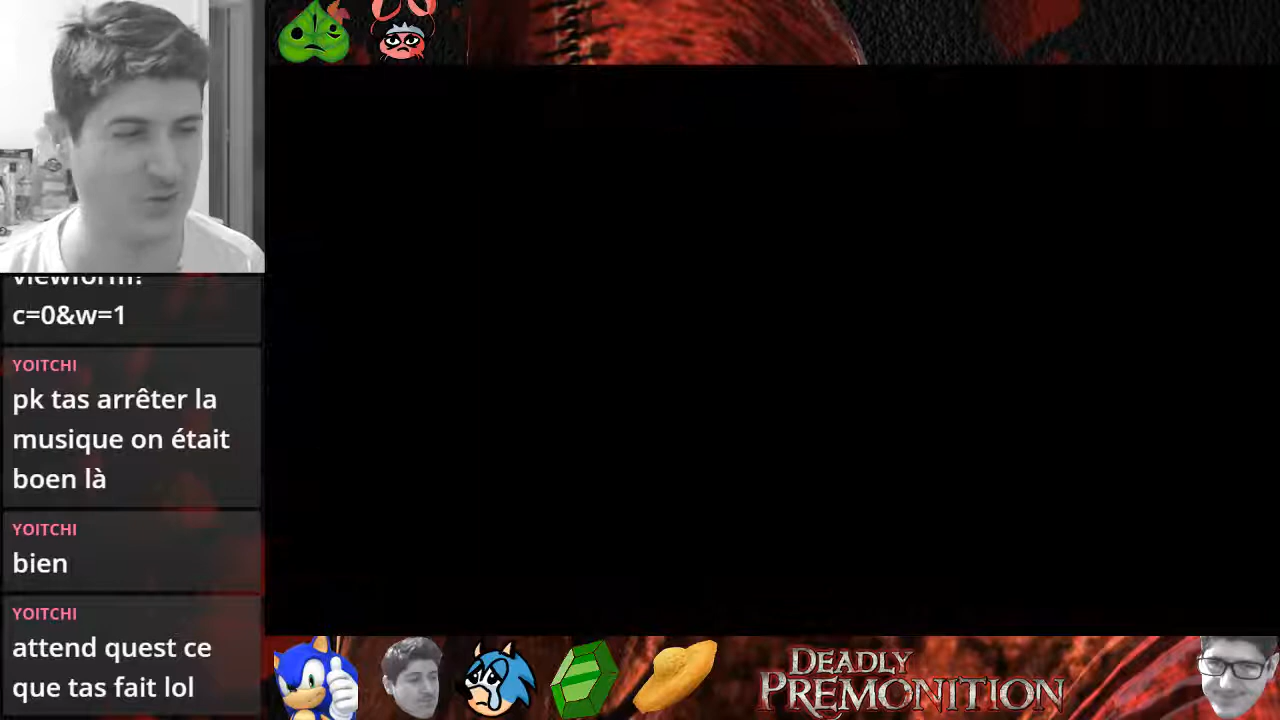 viewform?
c=0&w=1
YOITCHI
pk tas arrêter la
musique on était
boen là
YOITCHI
bien
YOITCHI
attend quest ce
que tas fait lol
DEADLY
PREMONITION